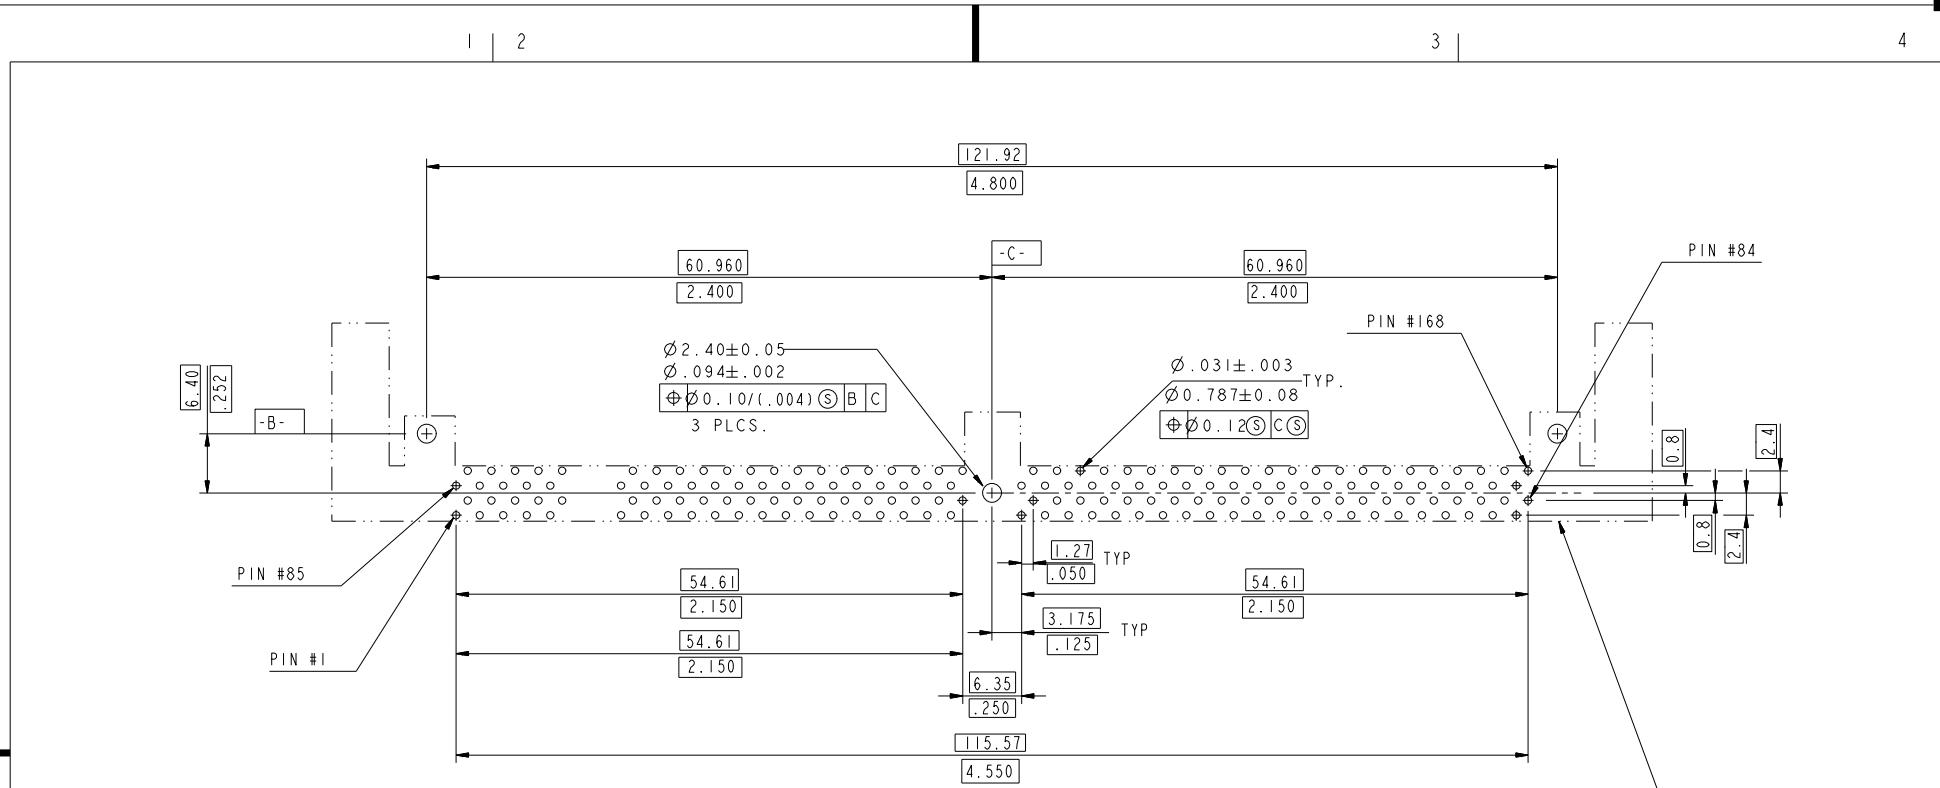 1 2 3 4
121.92
4.800
-C-
PIN #84
60.960
60.960
2.400
2.400
PIN #168
Ø2.40±0.05
Ø.094±.002
⌖Ø0.10/(.004)Ⓢ B C
3 PLCS.
Ø.031±.003
TYP.
Ø0.787±0.08
⌖Ø0.12Ⓢ CⓈ
6.40
.252
-B-
0.8
2.4
0.8
2.4
1.27 TYP
.050
PIN #85
54.61
2.150
54.61
2.150
3.175 TYP
.125
PIN #1
54.61
2.150
6.35
.250
115.57
4.550